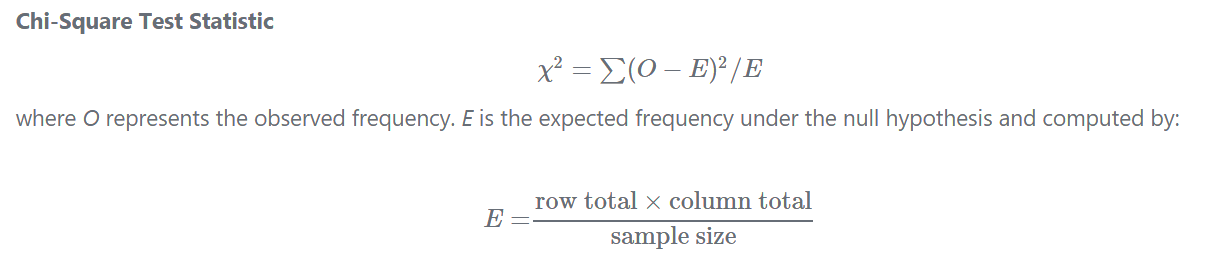 Chi-Square Test Statistic
χ² = ∑(O − E)²/E
where O represents the observed frequency. E is the expected frequency under the null hypothesis and computed by:
E = row total × column total / sample size